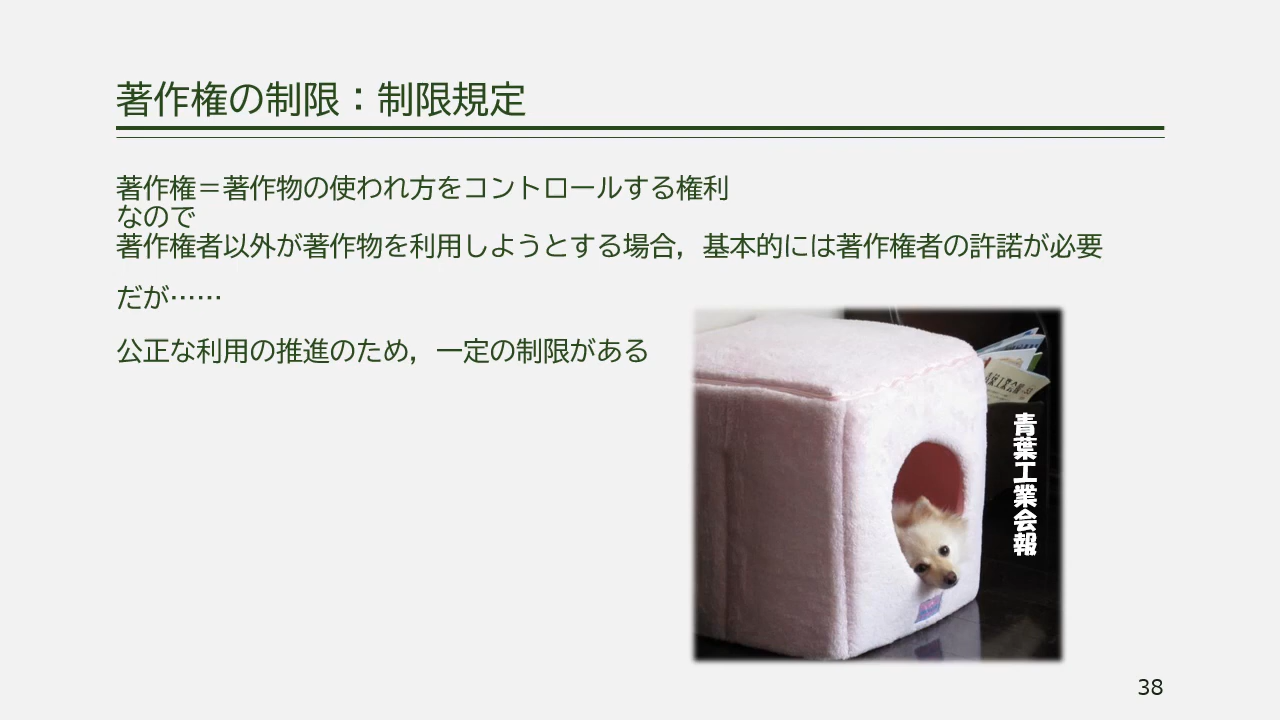 著作権の制限：制限規定
著作権＝著作物の使われ方をコントロールする権利
なので
著作権者以外が著作物を利用しようとする場合，基本的には著作権者の許諾が必要
だが……
公正な利用の推進のため，一定の制限がある
青葉工業会報
38